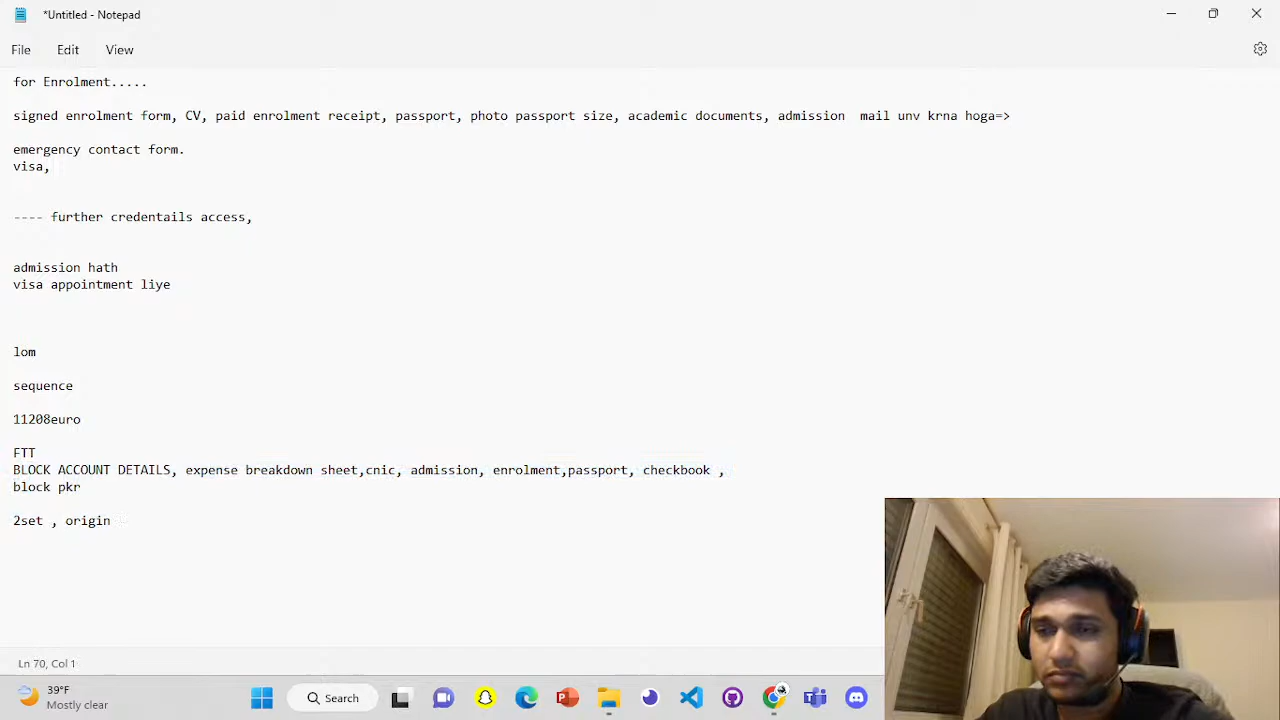 *Untitled - Notepad
File Edit View
for Enrolment.....
signed enrolment form, CV, paid enrolment receipt, passport, photo passport size, academic documents, admission  mail unv krna hoga=>
emergency contact form.
visa,
---- further credentails access,
admission hath
visa appointment liye
lom
sequence
11208euro
FTT
BLOCK ACCOUNT DETAILS, expense breakdown sheet,cnic, admission, enrolment,passport, checkbook ,
block pkr
2set , origin
Ln 70, Col 1
39°F
Mostly clear
Search